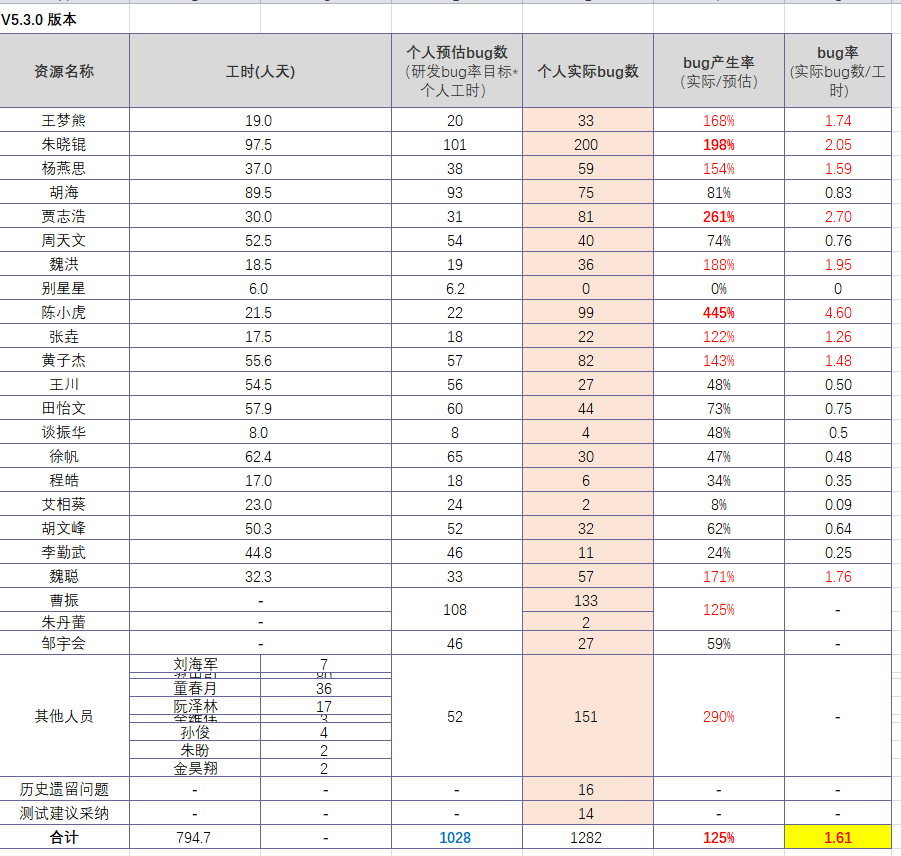 V5.3.0 版本
资源名称 工时(人天) 个人预估bug数 (研发bug率目标*个人工时) 个人实际bug数 bug产生率 (实际/预估) bug率 (实际bug数/工时)
王梦熊 19.0 20 33 168% 1.74
朱晓锟 97.5 101 200 198% 2.05
杨燕思 37.0 38 59 154% 1.59
胡海 89.5 93 75 81% 0.83
贾志浩 30.0 31 81 261% 2.70
周天文 52.5 54 40 74% 0.76
魏洪 18.5 19 36 188% 1.95
别星星 6.0 6.2 0 0% 0
陈小虎 21.5 22 99 445% 4.60
张垚 17.5 18 22 122% 1.26
黄子杰 55.6 57 82 143% 1.48
王川 54.5 56 27 48% 0.50
田怡文 57.9 60 44 73% 0.75
谈振华 8.0 8 4 48% 0.5
徐帆 62.4 65 30 47% 0.48
程皓 17.0 18 6 34% 0.35
艾相葵 23.0 24 2 8% 0.09
胡文峰 50.3 52 32 62% 0.64
李勤武 44.8 46 11 24% 0.25
魏聪 32.3 33 57 171% 1.76
曹振 - 108 133 125% -
朱丹蕾 - 2
邹宇会 - 46 27 59% -
刘海军 7
80
童春月 36
阮泽林 17
其他人员 52 151 290% -
3
孙俊 4
朱盼 2
金昊翔 2
历史遗留问题 - - - 16 - -
测试建议采纳 - - - 14 - -
合计 794.7 - 1028 1282 125% 1.61